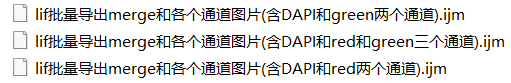 lif批量导出merge和各个通道图片(含DAPI和green两个通道).ijm
lif批量导出merge和各个通道图片(含DAPI和red和green三个通道).ijm
lif批量导出merge和各个通道图片(含DAPI和red两个通道).ijm